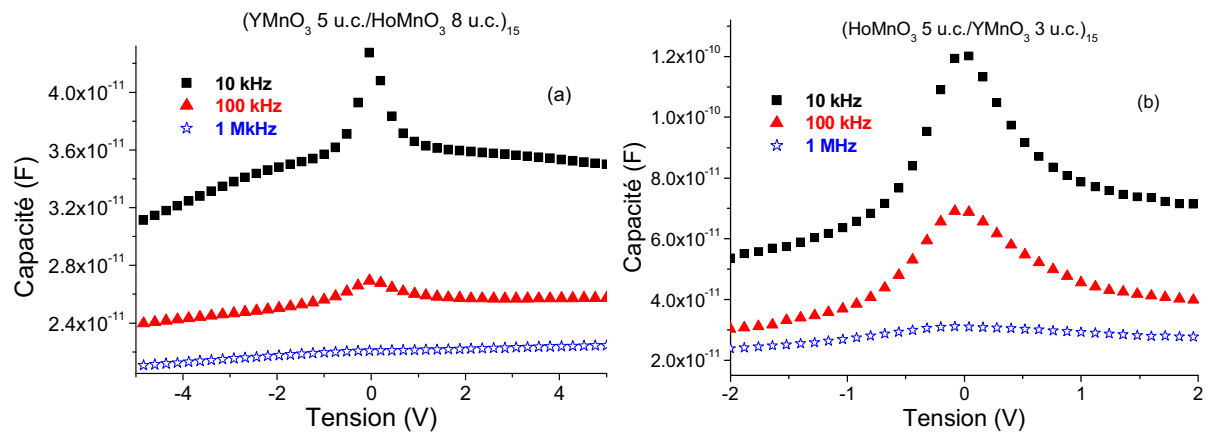 (YMnO₃ 5 u.c./HoMnO₃ 8 u.c.)₁₅
10 kHz
100 kHz
1 MkHz
(a)
4.0x10⁻¹¹
3.6x10⁻¹¹
3.2x10⁻¹¹
2.8x10⁻¹¹
2.4x10⁻¹¹
Capacité (F)
-4 -2 0 2 4
Tension (V)
(HoMnO₃ 5 u.c./YMnO₃ 3 u.c.)₁₅
10 kHz
100 kHz
1 MHz
(b)
1.2x10⁻¹⁰
1.0x10⁻¹⁰
8.0x10⁻¹¹
6.0x10⁻¹¹
4.0x10⁻¹¹
2.0x10⁻¹¹
Capacité (F)
-2 -1 0 1 2
Tension (V)